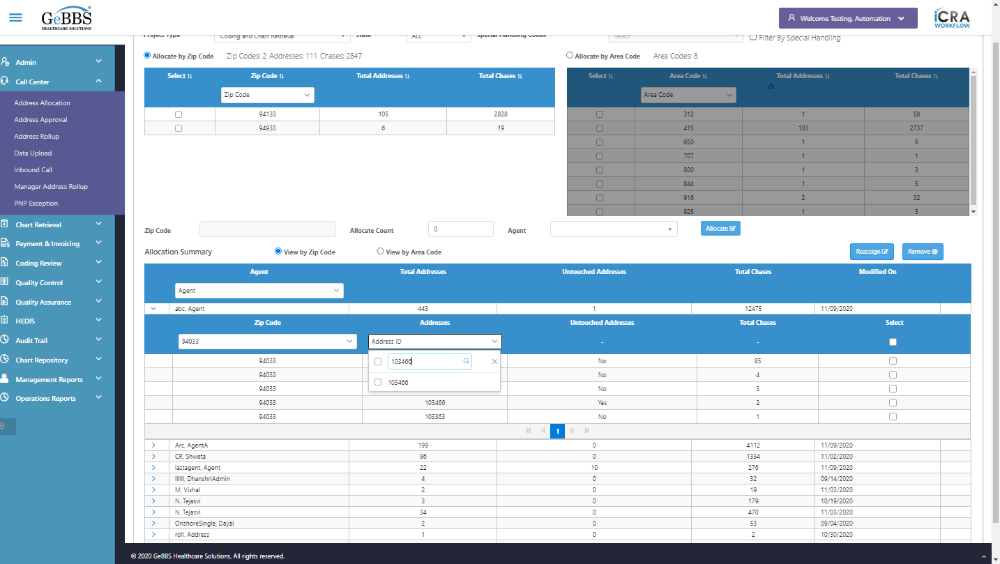 GeBBS
HEALTHCARE SOLUTIONS
Welcome Testing, Automation
iCRA
WORKFLOW
Project Type
Coding and Chart Retrieval
State
ALL
Special Handling Codes
Select
Filter By Special Handling
Admin
Call Center
Address Allocation
Address Approval
Address Rollup
Data Upload
Inbound Call
Manager Address Rollup
PNP Exception
Chart Retrieval
Payment & Invoicing
Coding Review
Quality Control
Quality Assurance
HEDIS
Audit Trail
Chart Repository
Management Reports
Operations Reports
Allocate by Zip Code Zip Codes: 2 Addresses: 111 Chases: 2847
Select Zip Code Total Addresses Total Chases
Zip Code
94133 105 2828
94933 6 19
Allocate by Area Code Area Codes: 8
Select Area Code Total Addresses Total Chases
Area Code
312 1 58
415 103 2737
650 1 6
707 1 1
800 1 3
844 1 5
916 2 32
925 1 5
Zip Code Allocate Count 0 Agent Allocate
Allocation Summary View by Zip Code View by Area Code Reassign Remove
Agent Total Addresses Untouched Addresses Total Chases Modified On
Agent
abc, Agent 443 1 12475 11/09/2020
Zip Code Addresses Untouched Addresses Total Chases Select
94033 Address ID - -
103466
103466
94033 No 85
94033 No 4
94033 No 3
94033 103466 Yes 2
94033 103363 No 1
1
Arc, AgentA 199 0 4112 11/09/2020
CR, Shweta 96 0 1354 11/02/2020
lastagent, Agent 22 10 276 11/09/2020
llllll, DhanshriAdmin 4 0 32 09/14/2020
M, Vishal 2 0 19 11/03/2020
N, Tejasvi 3 0 179 10/19/2020
N, Tejasvi 34 0 470 11/03/2020
OnshoreSingle, Dayal 2 0 53 09/04/2020
roll, Address 1 0 2 10/30/2020
© 2020 GeBBS Healthcare Solutions, All rights reserved.